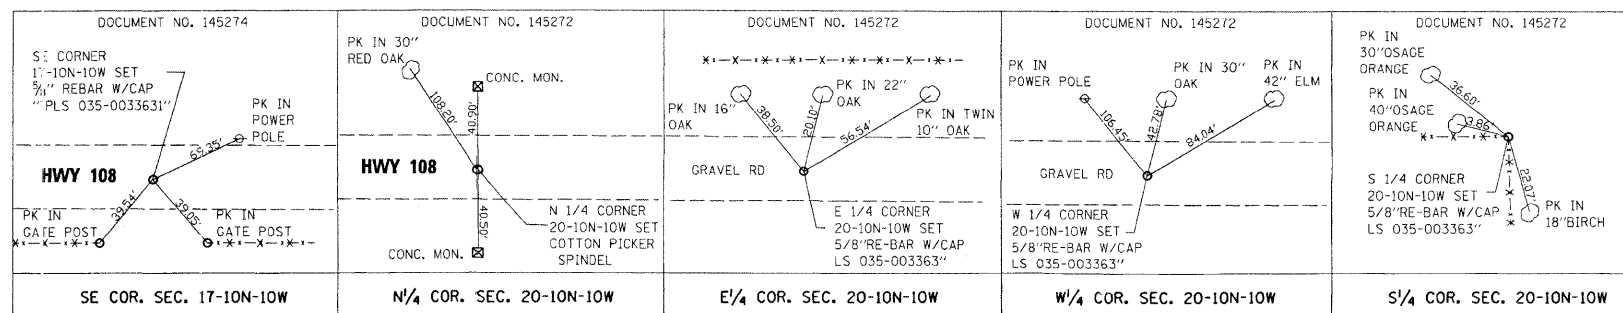 DOCUMENT NO. 145274
SE CORNER
17-10N-10W SET
REBAR W/CAP
PLS 035-0033631"
PK IN
POWER
POLE
69.35'
HWY 108
39.54'
39.05'
PK IN
GATE POST
PK IN
GATE POST
SE COR. SEC. 17-10N-10W
DOCUMENT NO. 145272
PK IN 30"
RED OAK
CONC. MON.
108.20'
40.90'
HWY 108
40.50'
N 1/4 CORNER
20-10N-10W SET
COTTON PICKER
SPINDEL
CONC. MON.
N1/4 COR. SEC. 20-10N-10W
DOCUMENT NO. 145272
PK IN 16"
OAK
PK IN 22"
OAK
PK IN TWIN
10" OAK
38.50'
20.10'
56.54'
GRAVEL RD
E 1/4 CORNER
20-10N-10W SET
5/8"RE-BAR W/CAP
LS 035-003363"
E1/4 COR. SEC. 20-10N-10W
DOCUMENT NO. 145272
PK IN
POWER POLE
PK IN 30"
OAK
PK IN
42" ELM
106.45'
42.78'
84.04'
GRAVEL RD
W 1/4 CORNER
20-10N-10W SET
5/8"RE-BAR W/CAP
LS 035-003363"
W1/4 COR. SEC. 20-10N-10W
DOCUMENT NO. 145272
PK IN
30"OSAGE
ORANGE
36.60'
PK IN
40"OSAGE
ORANGE
3.86'
22.07'
S 1/4 CORNER
20-10N-10W SET
5/8"RE-BAR W/CAP
LS 035-003363"
PK IN
18"BIRCH
S1/4 COR. SEC. 20-10N-10W